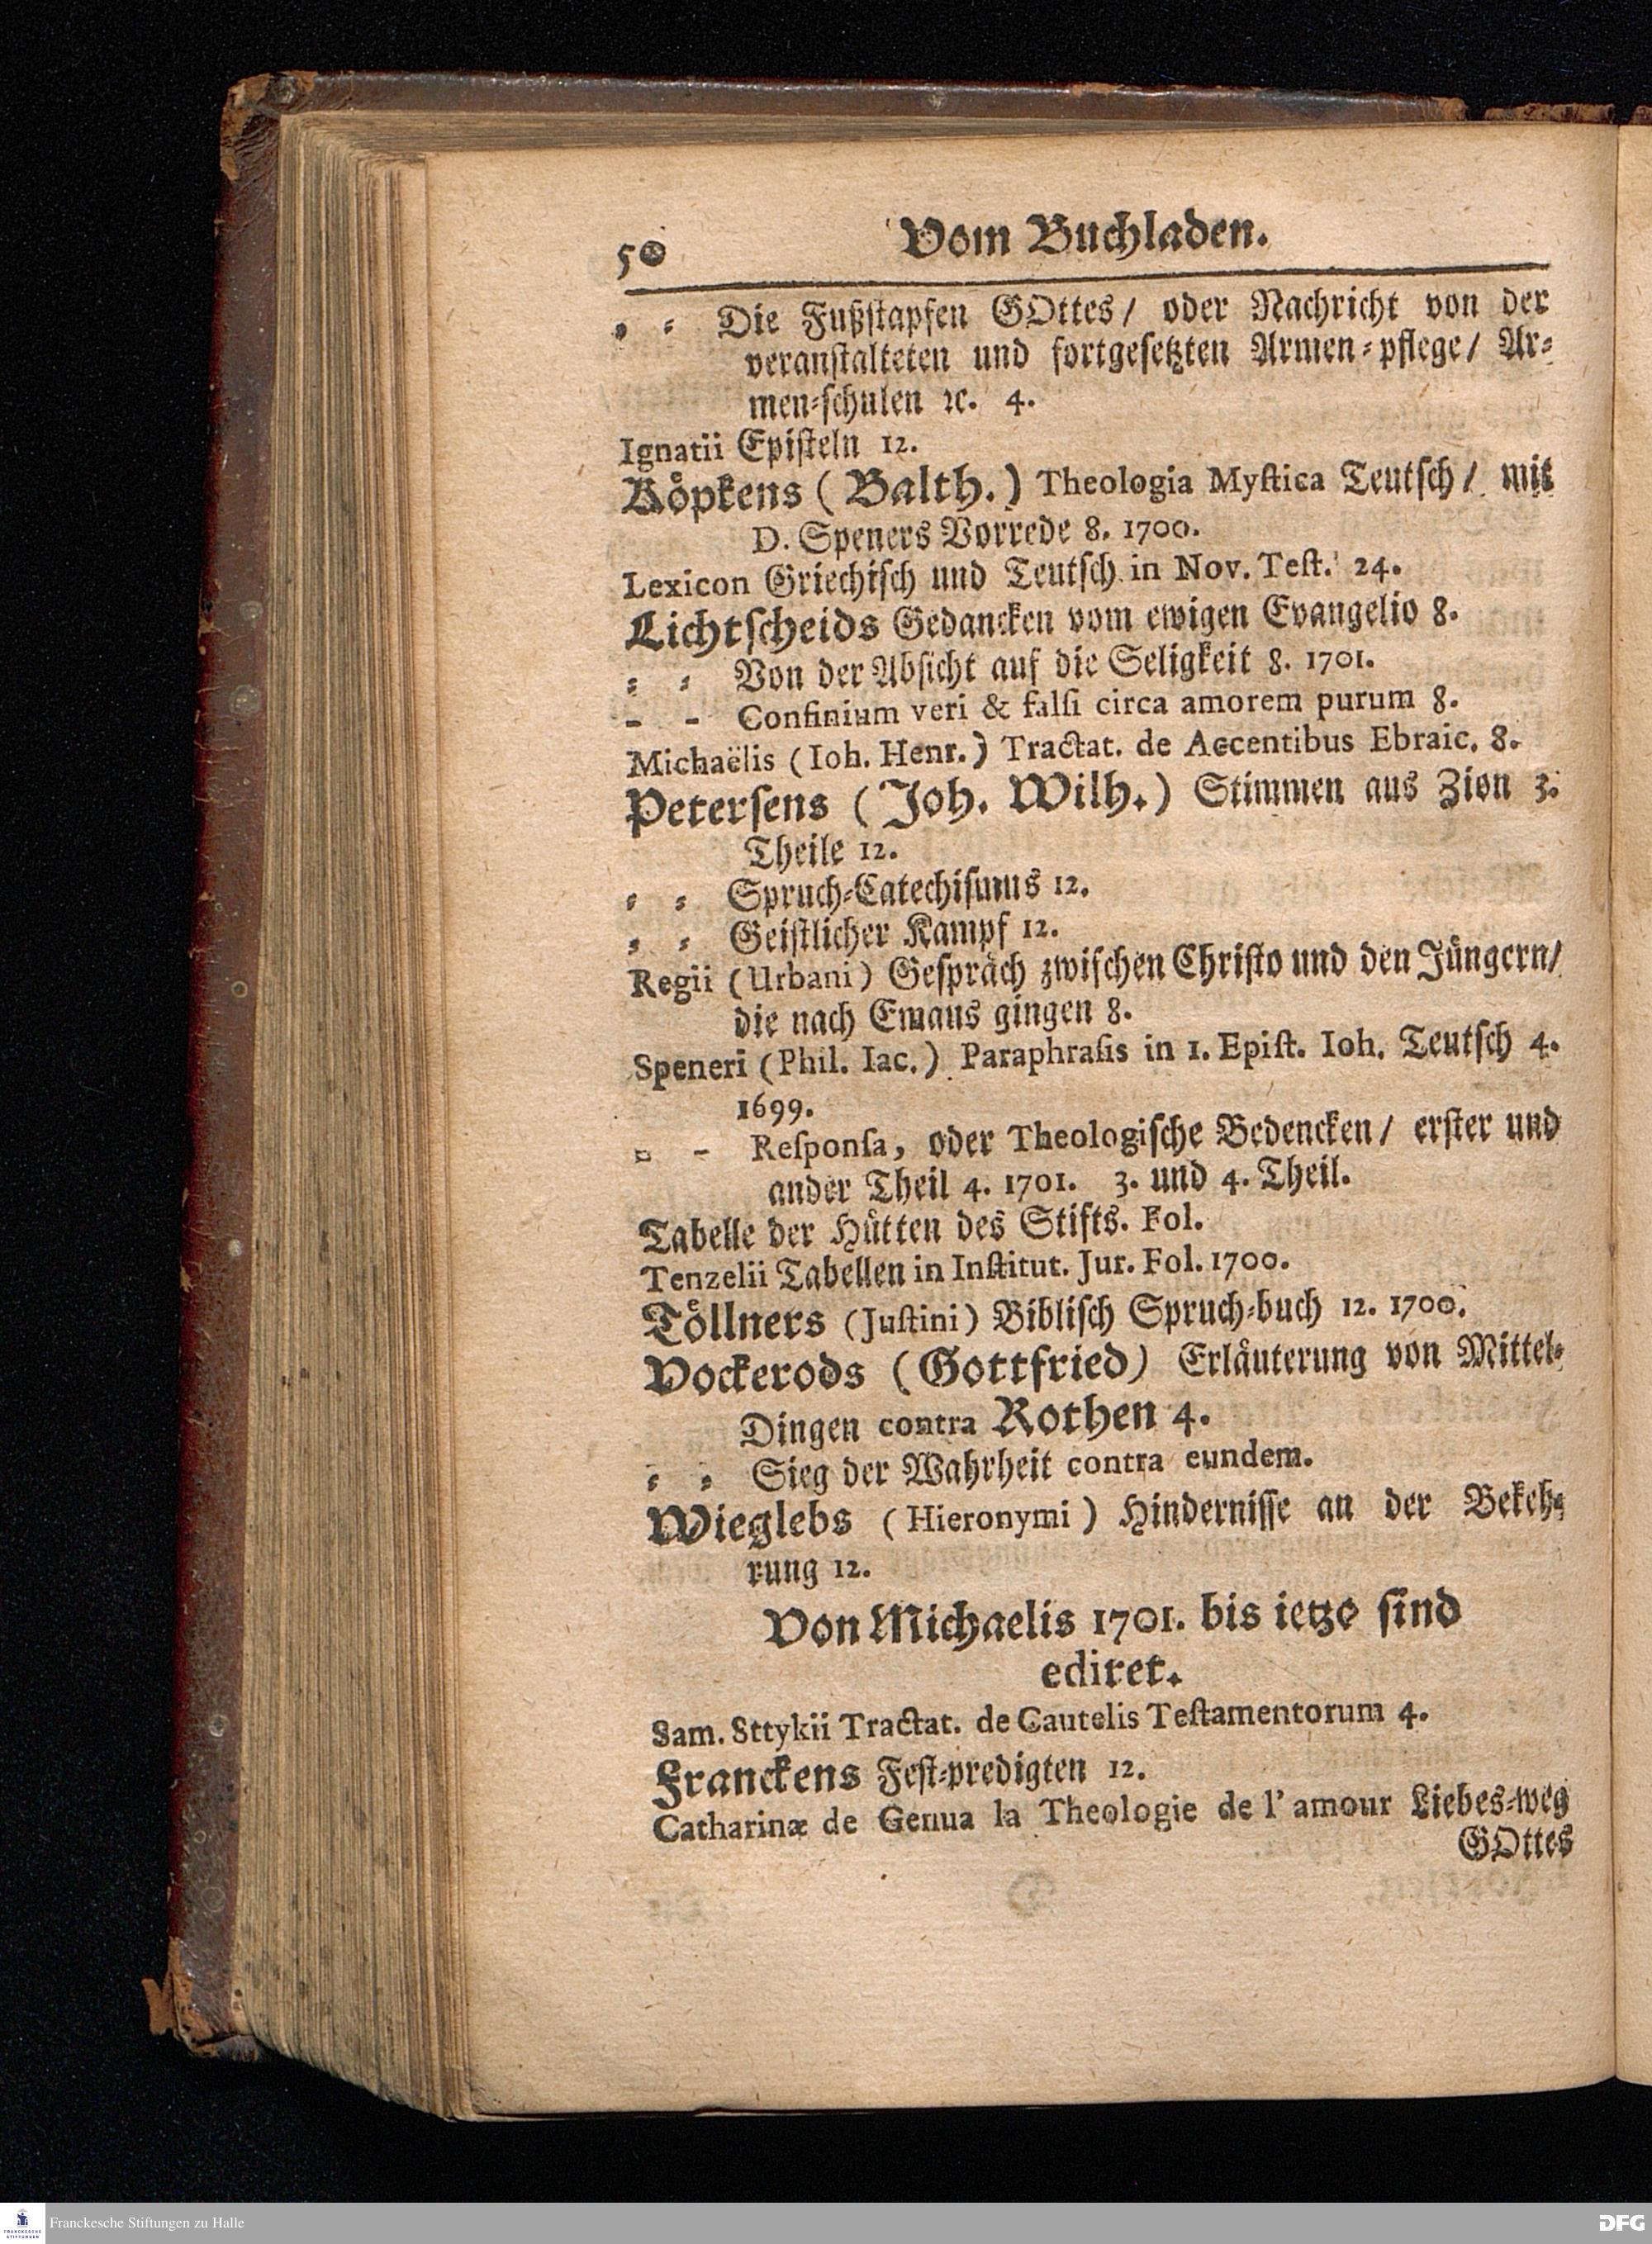 50 Vom Buchladen.
⸗ ⸗ Die Fußstapfen GOttes/ oder Nachricht von der
veranstalteten und fortgesetzten Armen⸗pflege/ Ar⸗
men⸗schulen ꝛc. 4.
Ignatii Episteln 12.
Köpkens (Balth.) Theologia Mystica Teutsch/ mit
D. Speners Vorrede 8. 1700.
Lexicon Griechisch und Teutsch in Nov. Test. 24.
Lichtscheids Gedancken vom ewigen Evangelio 8.
⸗ ⸗ Von der Absicht auf die Seligkeit 8. 1701.
- - Confinium veri & falsi circa amorem purum 8.
Michaëlis (Ioh. Henr.) Tractat. de Accentibus Ebraic. 8.
Petersens (Joh. Wilh.) Stimmen aus Zion 3.
Theile 12.
⸗ ⸗ Spruch⸗Catechismus 12.
⸗ ⸗ Geistlicher Kampf 12.
Regii (Urbani) Gespräch zwischen Christo und den Jüngern/
die nach Emaus gingen 8.
Speneri (Phil. Iac.) Paraphrasis in 1. Epist. Ioh. Teutsch 4.
1699.
- - Responsa, oder Theologische Bedencken/ erster und
ander Theil 4. 1701. 3. und 4. Theil.
Tabelle der Hütten des Stifts. Fol.
Tenzelii Tabellen in Institut. Jur. Fol. 1700.
Töllners (Justini) Biblisch Spruch⸗buch 12. 1700.
Vockerods (Gottfried) Erläuterung von Mittel⸗
Dingen contra Rothen 4.
⸗ ⸗ Sieg der Wahrheit contra eundem.
Wieglebs (Hieronymi) Hindernisse an der Bekeh⸗
rung 12.
Von Michaelis 1701. bis ietzo sind
ediret.
Sam. Sttykii Tractat. de Cautelis Testamentorum 4.
Franckens Fest⸗predigten 12.
Catharinæ de Genua la Theologie de l' amour Liebes⸗weg
GOttes
FRANCKESCHE STIFTUNGEN
Franckesche Stiftungen zu Halle
DFG